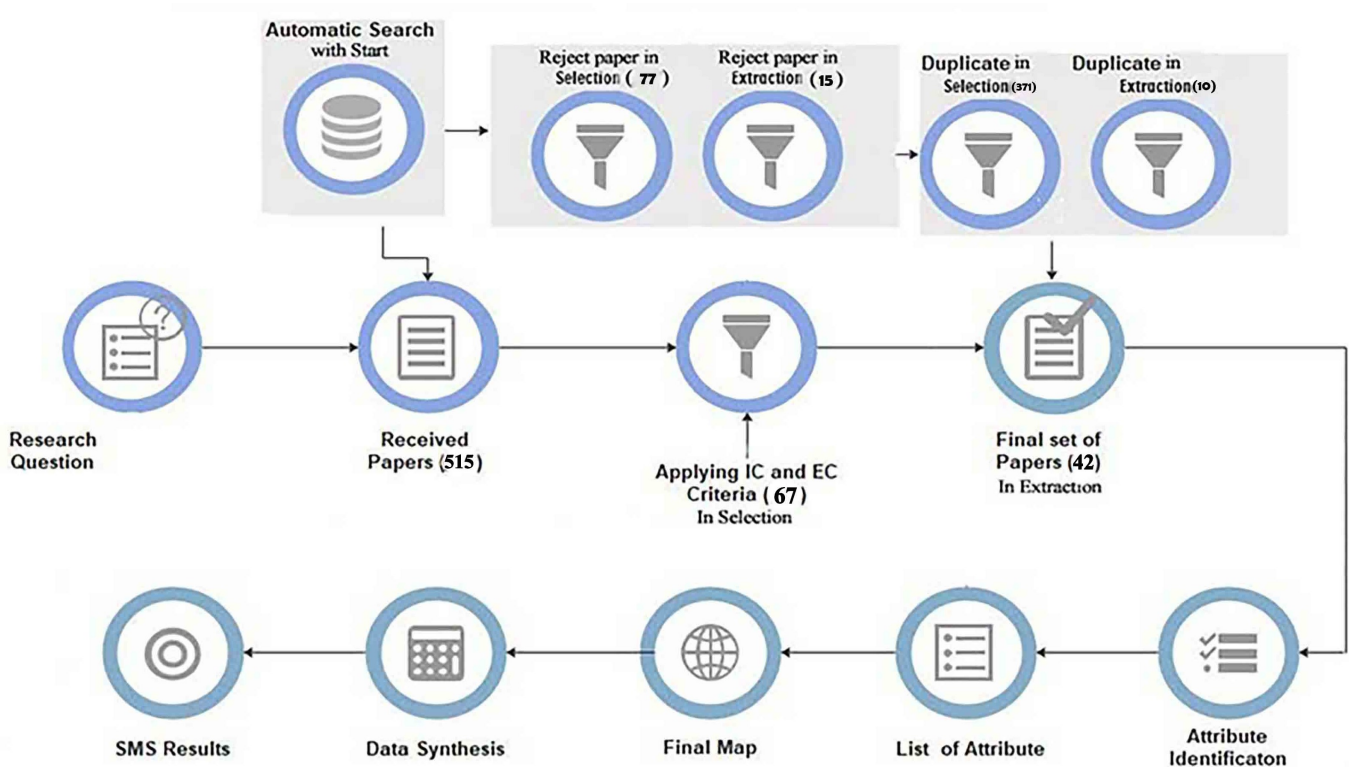 Automatic Search
with Start
Reject paper in
Selection ( 77 )
Reject paper in
Extraction (15)
Duplicate in
Selection (371)
Duplicate in
Extraction (10)
?
Research
Question
Received
Papers (515)
Applying IC and EC
Criteria ( 67)
In Selection
Final set of
Papers (42)
In Extraction
SMS Results
Data Synthesis
Final Map
List of Attribute
Attribute
Identificaton